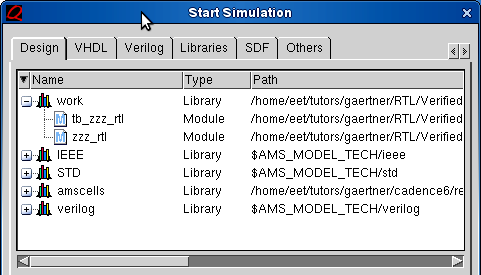 Start Simulation
Design VHDL Verilog Libraries SDF Others
Name Type Path
work Library /home/eet/tutors/gaertner/RTL/Verified
tb_zzz_rtl Module /home/eet/tutors/gaertner/RTL/Verified
zzz_rtl Module /home/eet/tutors/gaertner/RTL/Verified
IEEE Library $AMS_MODEL_TECH/ieee
STD Library $AMS_MODEL_TECH/std
amscells Library /home/eet/tutors/gaertner/cadence6/re
verilog Library $AMS_MODEL_TECH/verilog